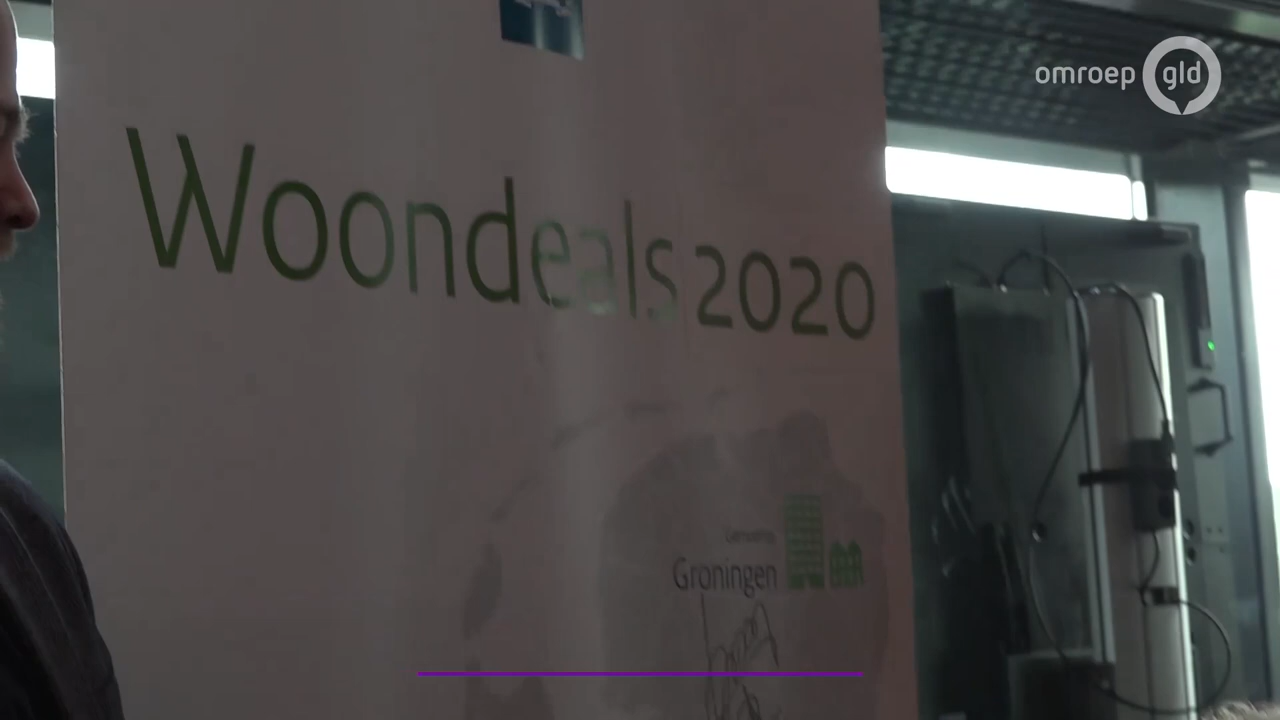 omroep gld
Woondeals 2020
Gemeente
Groningen